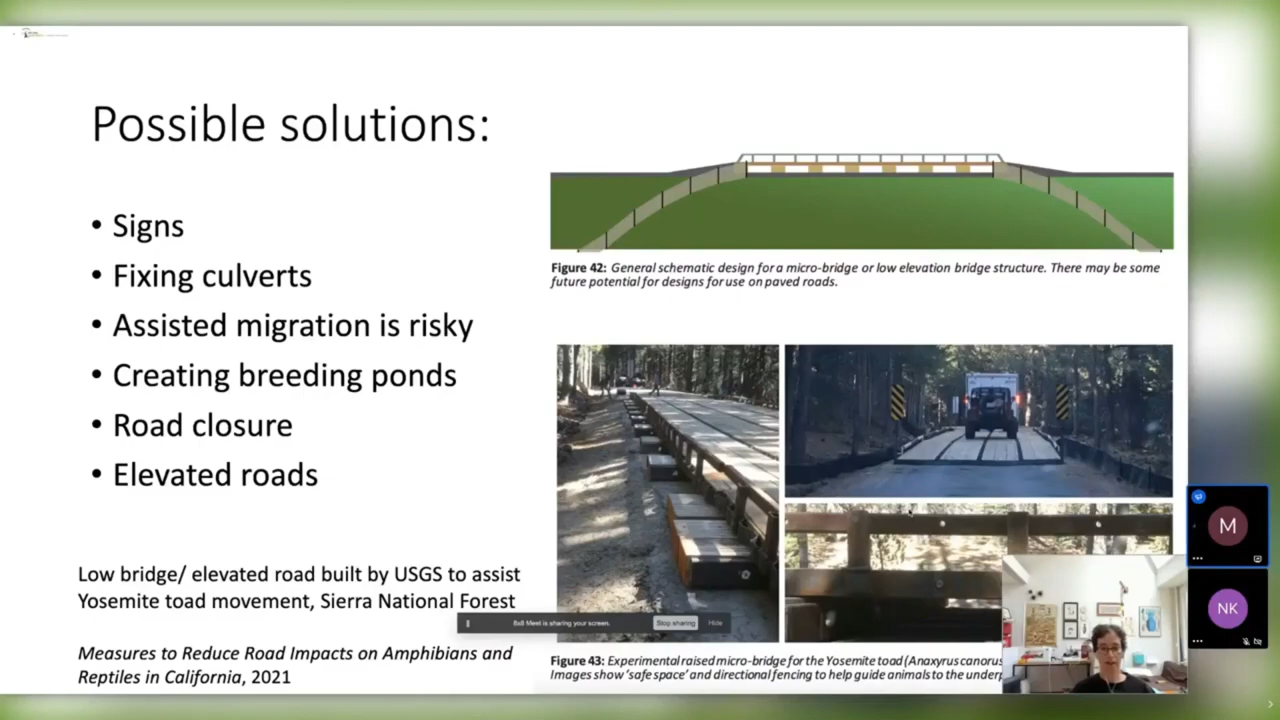 Possible solutions:
• Signs
• Fixing culverts
• Assisted migration is risky
• Creating breeding ponds
• Road closure
• Elevated roads
Low bridge/ elevated road built by USGS to assist
Yosemite toad movement, Sierra National Forest
Measures to Reduce Road Impacts on Amphibians and
Reptiles in California, 2021
Figure 42: General schematic design for a micro-bridge or low elevation bridge structure. There may be some
future potential for designs for use on paved roads.
8x8 Meet is sharing your screen.
Stop sharing
Hide
Figure 43: Experimental raised micro-bridge for the Yosemite toad (Anaxyrus canorus
Images show 'safe space' and directional fencing to help guide animals to the underp
M
NK